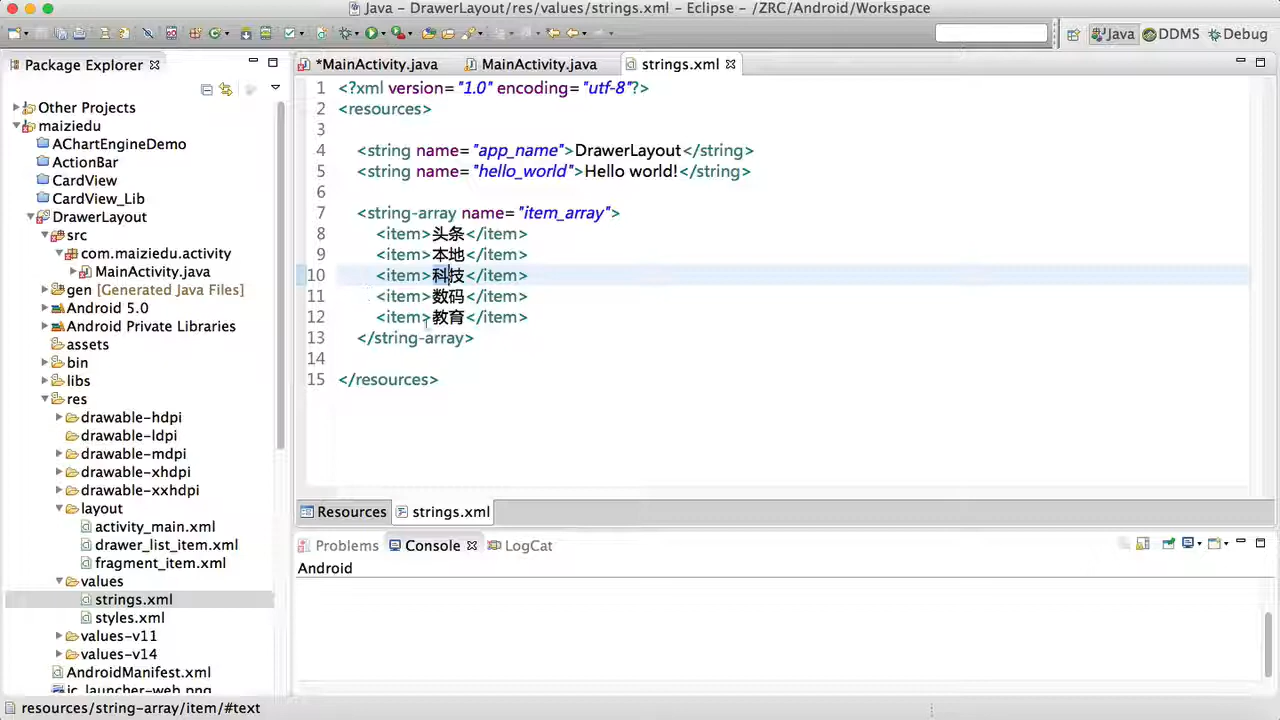 Java – DrawerLayout/res/values/strings.xml – Eclipse – /ZRC/Android/Workspace
Java DDMS Debug
Package Explorer
*MainActivity.java MainActivity.java strings.xml
Other Projects
maiziedu
AChartEngineDemo
ActionBar
CardView
CardView_Lib
DrawerLayout
src
com.maiziedu.activity
MainActivity.java
gen [Generated Java Files]
Android 5.0
Android Private Libraries
assets
bin
libs
res
drawable-hdpi
drawable-ldpi
drawable-mdpi
drawable-xhdpi
drawable-xxhdpi
layout
activity_main.xml
drawer_list_item.xml
fragment_item.xml
values
strings.xml
styles.xml
values-v11
values-v14
AndroidManifest.xml
ic_launcher-web.png
1 <?xml version="1.0" encoding="utf-8"?>
2 <resources>
3
4 <string name="app_name">DrawerLayout</string>
5 <string name="hello_world">Hello world!</string>
6
7 <string-array name="item_array">
8 <item>头条</item>
9 <item>本地</item>
10 <item>科技</item>
11 <item>数码</item>
12 <item>教育</item>
13 </string-array>
14
15 </resources>
Resources strings.xml
Problems Console LogCat
Android
resources/string-array/item/#text